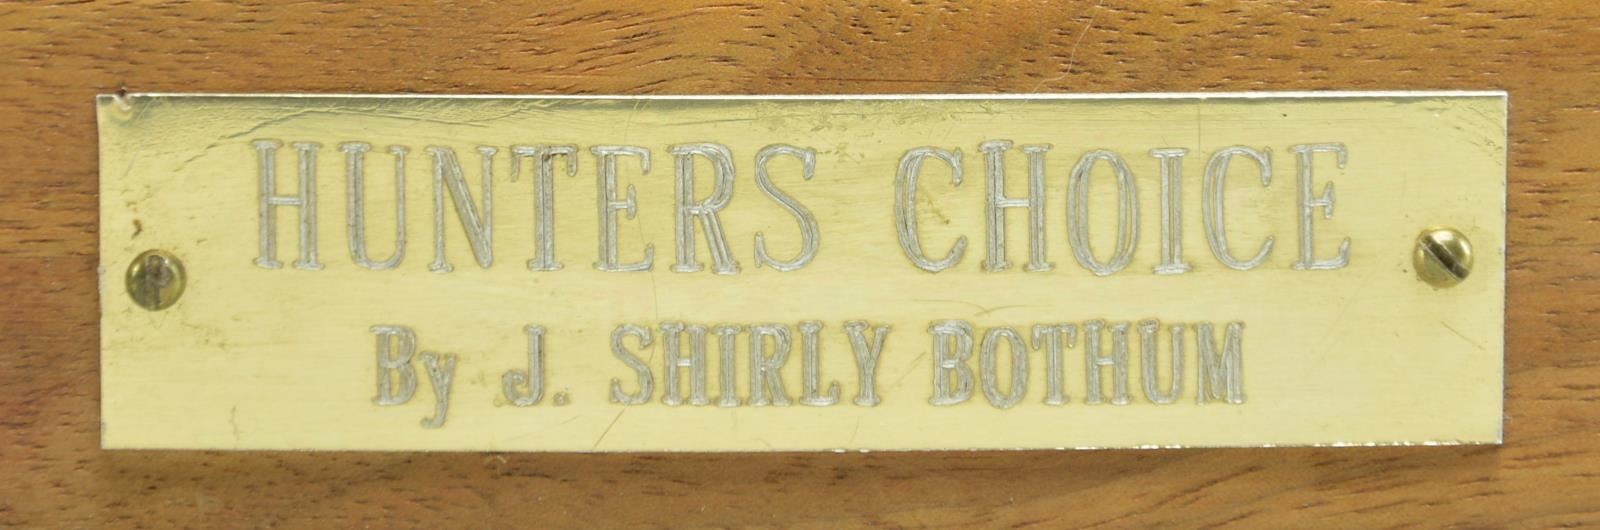 HUNTERS CHOICE
By J. SHIRLY BOTHUM